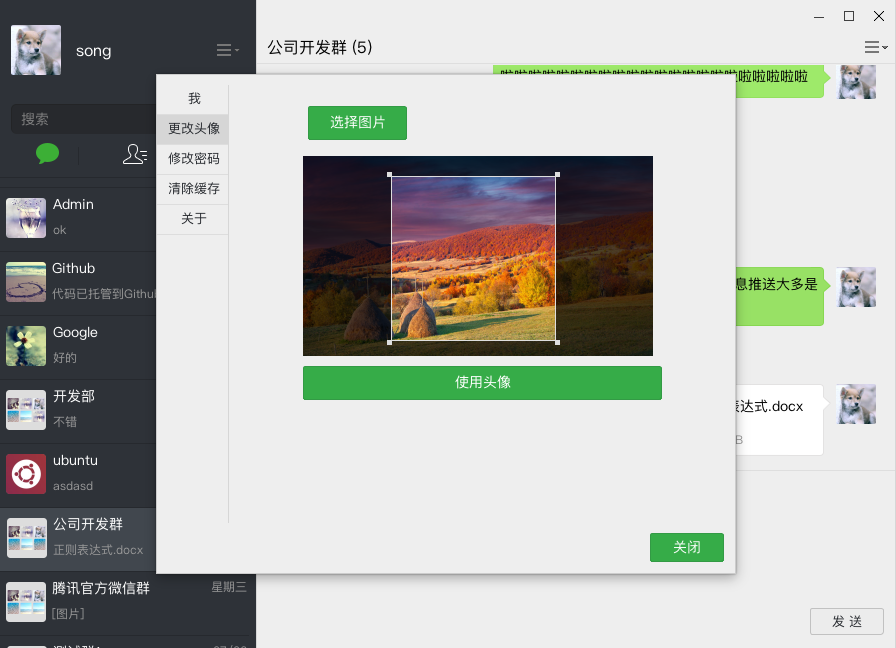 song
搜索
Admin
ok
Github
代码已托管到Githu
Google
好的
开发部
不错
ubuntu
asdasd
公司开发群
正则表达式.docx
腾讯官方微信群
星期三
[图片]
公司开发群 (5)
啦啦啦啦啦啦啦啦啦啦啦啦啦啦啦啦啦啦啦啦啦啦
息推送大多是
表达式.docx
B
发 送
我
更改头像
修改密码
清除缓存
关于
选择图片
使用头像
关闭